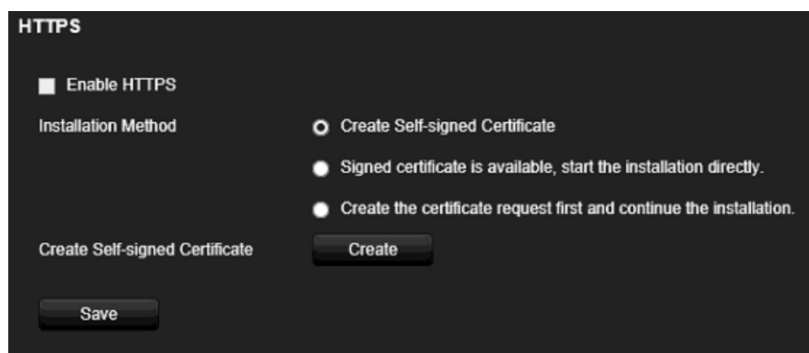 HTTPS
Enable HTTPS
Installation Method
Create Self-signed Certificate
Signed certificate is available, start the installation directly.
Create the certificate request first and continue the installation.
Create Self-signed Certificate
Create
Save